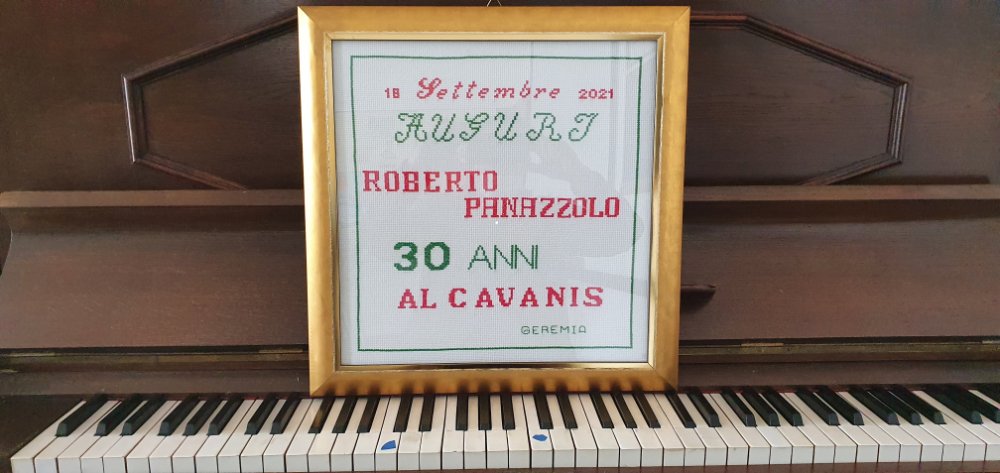 18 Settembre 2021
AUGURI
ROBERTO
PANAZZOLO
30 ANNI
AL CAVANIS
GEREMIA